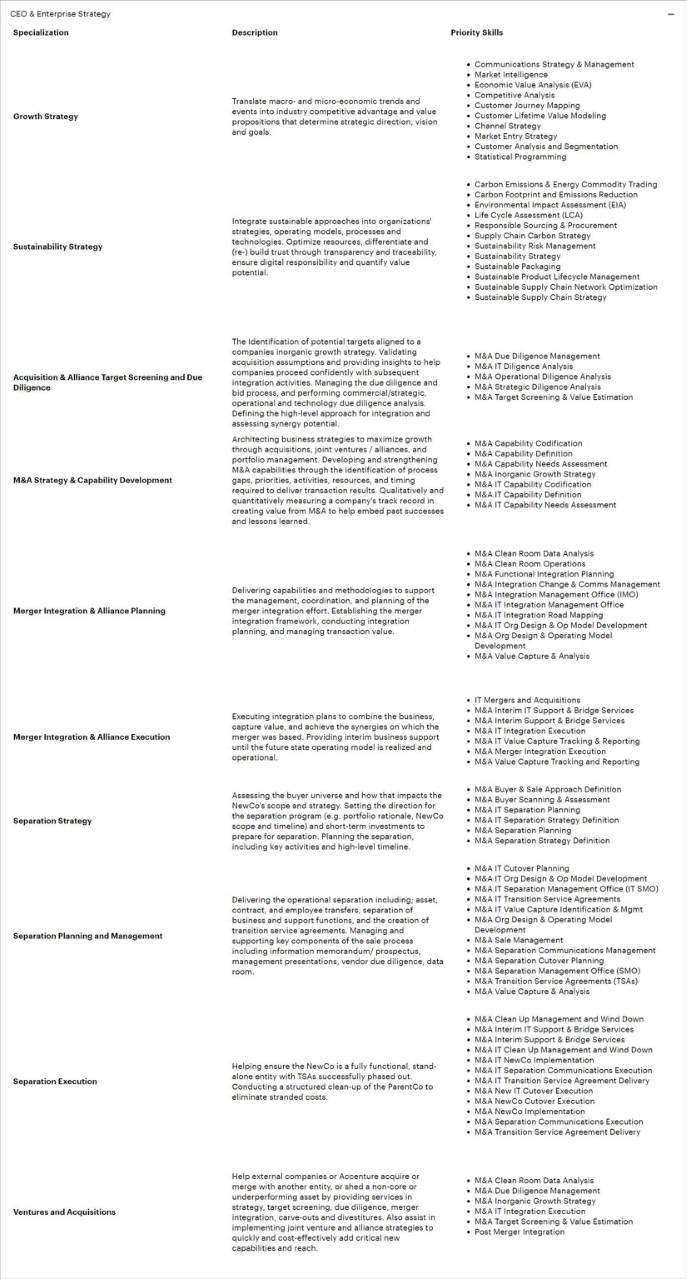 CEO & Enterprise Strategy
–
Specialization
Description
Priority Skills
Growth Strategy
Translate macro- and micro-economic trends and
events into industry competitive advantage and value
propositions that determine strategic direction, vision
and goals.
• Communications Strategy & Management
• Market Intelligence
• Economic Value Analysis (EVA)
• Competitive Analysis
• Customer Journey Mapping
• Customer Lifetime Value Modeling
• Channel Strategy
• Market Entry Strategy
• Customer Analysis and Segmentation
• Statistical Programming
Sustainability Strategy
Integrate sustainable approaches into organizations'
strategies, operating models, processes and
technologies. Optimize resources, differentiate and
(re-) build trust through transparency and traceability,
ensure digital responsibility and quantify value
potential.
• Carbon Emissions & Energy Commodity Trading
• Carbon Footprint and Emissions Reduction
• Environmental Impact Assessment (EIA)
• Life Cycle Assessment (LCA)
• Responsible Sourcing & Procurement
• Supply Chain Carbon Strategy
• Sustainability Risk Management
• Sustainability Strategy
• Sustainable Packaging
• Sustainable Product Lifecycle Management
• Sustainable Supply Chain Network Optimization
• Sustainable Supply Chain Strategy
Acquisition & Alliance Target Screening and Due
Diligence
The Identification of potential targets aligned to a
companies inorganic growth strategy. Validating
acquisition assumptions and providing insights to help
companies proceed confidently with subsequent
integration activities. Managing the due diligence and
bid process, and performing commercial/strategic,
operational and technology due diligence analysis.
Defining the high-level approach for integration and
assessing synergy potential.
• M&A Due Diligence Management
• M&A IT Diligence Analysis
• M&A Operational Diligence Analysis
• M&A Strategic Diligence Analysis
• M&A Target Screening & Value Estimation
M&A Strategy & Capability Development
Architecting business strategies to maximize growth
through acquisitions, joint ventures / alliances, and
portfolio management. Developing and strengthening
M&A capabilities through the identification of process
gaps, priorities, activities, resources, and timing
required to deliver transaction results. Qualitatively and
quantitatively measuring a company's track record in
creating value from M&A to help embed past successes
and lessons learned.
• M&A Capability Codification
• M&A Capability Definition
• M&A Capability Needs Assessment
• M&A Inorganic Growth Strategy
• M&A IT Capability Codification
• M&A IT Capability Definition
• M&A IT Capability Needs Assessment
Merger Integration & Alliance Planning
Delivering capabilities and methodologies to support
the management, coordination, and planning of the
merger integration effort. Establishing the merger
integration framework, conducting integration
planning, and managing transaction value.
• M&A Clean Room Data Analysis
• M&A Clean Room Operations
• M&A Functional Integration Planning
• M&A Integration Change & Comms Management
• M&A Integration Management Office (IMO)
• M&A IT Integration Management Office
• M&A IT Integration Road Mapping
• M&A IT Org Design & Op Model Development
• M&A Org Design & Operating Model
Development
• M&A Value Capture & Analysis
Merger Integration & Alliance Execution
Executing integration plans to combine the business,
capture value, and achieve the synergies on which the
merger was based. Providing interim business support
until the future state operating model is realized and
operational.
• IT Mergers and Acquisitions
• M&A Interim IT Support & Bridge Services
• M&A Interim Support & Bridge Services
• M&A IT Integration Execution
• M&A IT Value Capture Tracking & Reporting
• M&A Merger Integration Execution
• M&A Value Capture Tracking and Reporting
Separation Strategy
Assessing the buyer universe and how that impacts the
NewCo's scope and strategy. Setting the direction for
the separation program (e.g. portfolio rationale, NewCo
scope and timeline) and short-term investments to
prepare for separation. Planning the separation,
including key activities and high-level timeline.
• M&A Buyer & Sale Approach Definition
• M&A Buyer Scanning & Assessment
• M&A IT Separation Planning
• M&A IT Separation Strategy Definition
• M&A Separation Planning
• M&A Separation Strategy Definition
Separation Planning and Management
Delivering the operational separation including; asset,
contract, and employee transfers, separation of
business and support functions, and the creation of
transition service agreements. Managing and
supporting key components of the sale process
including information memorandum/ prospectus,
management presentations, vendor due diligence, data
room.
• M&A IT Cutover Planning
• M&A IT Org Design & Op Model Development
• M&A IT Separation Management Office (IT SMO)
• M&A IT Transition Service Agreements
• M&A IT Value Capture Identification & Mgmt
• M&A Org Design & Operating Model
Development
• M&A Sale Management
• M&A Separation Communications Management
• M&A Separation Cutover Planning
• M&A Separation Management Office (SMO)
• M&A Transition Service Agreements (TSAs)
• M&A Value Capture & Analysis
Separation Execution
Helping ensure the NewCo is a fully functional, stand-
alone entity with TSAs successfully phased out.
Conducting a structured clean-up of the ParentCo to
eliminate stranded costs.
• M&A Clean Up Management and Wind Down
• M&A Interim IT Support & Bridge Services
• M&A Interim Support & Bridge Services
• M&A IT Clean Up Management and Wind Down
• M&A IT NewCo Implementation
• M&A IT Separation Communications Execution
• M&A IT Transition Service Agreement Delivery
• M&A New IT Cutover Execution
• M&A NewCo Cutover Execution
• M&A NewCo Implementation
• M&A Separation Communications Execution
• M&A Transition Service Agreement Delivery
Ventures and Acquisitions
Help external companies or Accenture acquire or
merge with another entity, or shed a non-core or
underperforming asset by providing services in
strategy, target screening, due diligence, merger
integration, carve-outs and divestitures. Also assist in
implementing joint venture and alliance strategies to
quickly and cost-effectively add critical new
capabilities and reach.
• M&A Clean Room Data Analysis
• M&A Due Diligence Management
• M&A Inorganic Growth Strategy
• M&A IT Integration Execution
• M&A Target Screening & Value Estimation
• Post Merger Integration